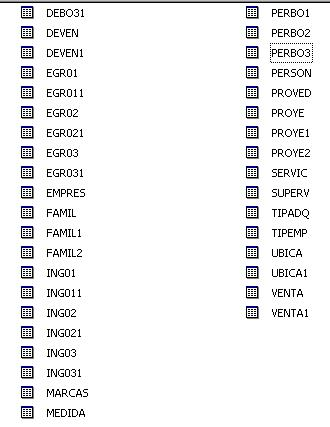 DEBO31
DEVEN
DEVEN1
EGR01
EGR011
EGR02
EGR021
EGR03
EGR031
EMPRES
FAMIL
FAMIL1
FAMIL2
ING01
ING011
ING02
ING021
ING03
ING031
MARCAS
MEDIDA
PERBO1
PERBO2
PERBO3
PERSON
PROVED
PROYE
PROYE1
PROYE2
SERVIC
SUPERV
TIPADQ
TIPEMP
UBICA
UBICA1
VENTA
VENTA1